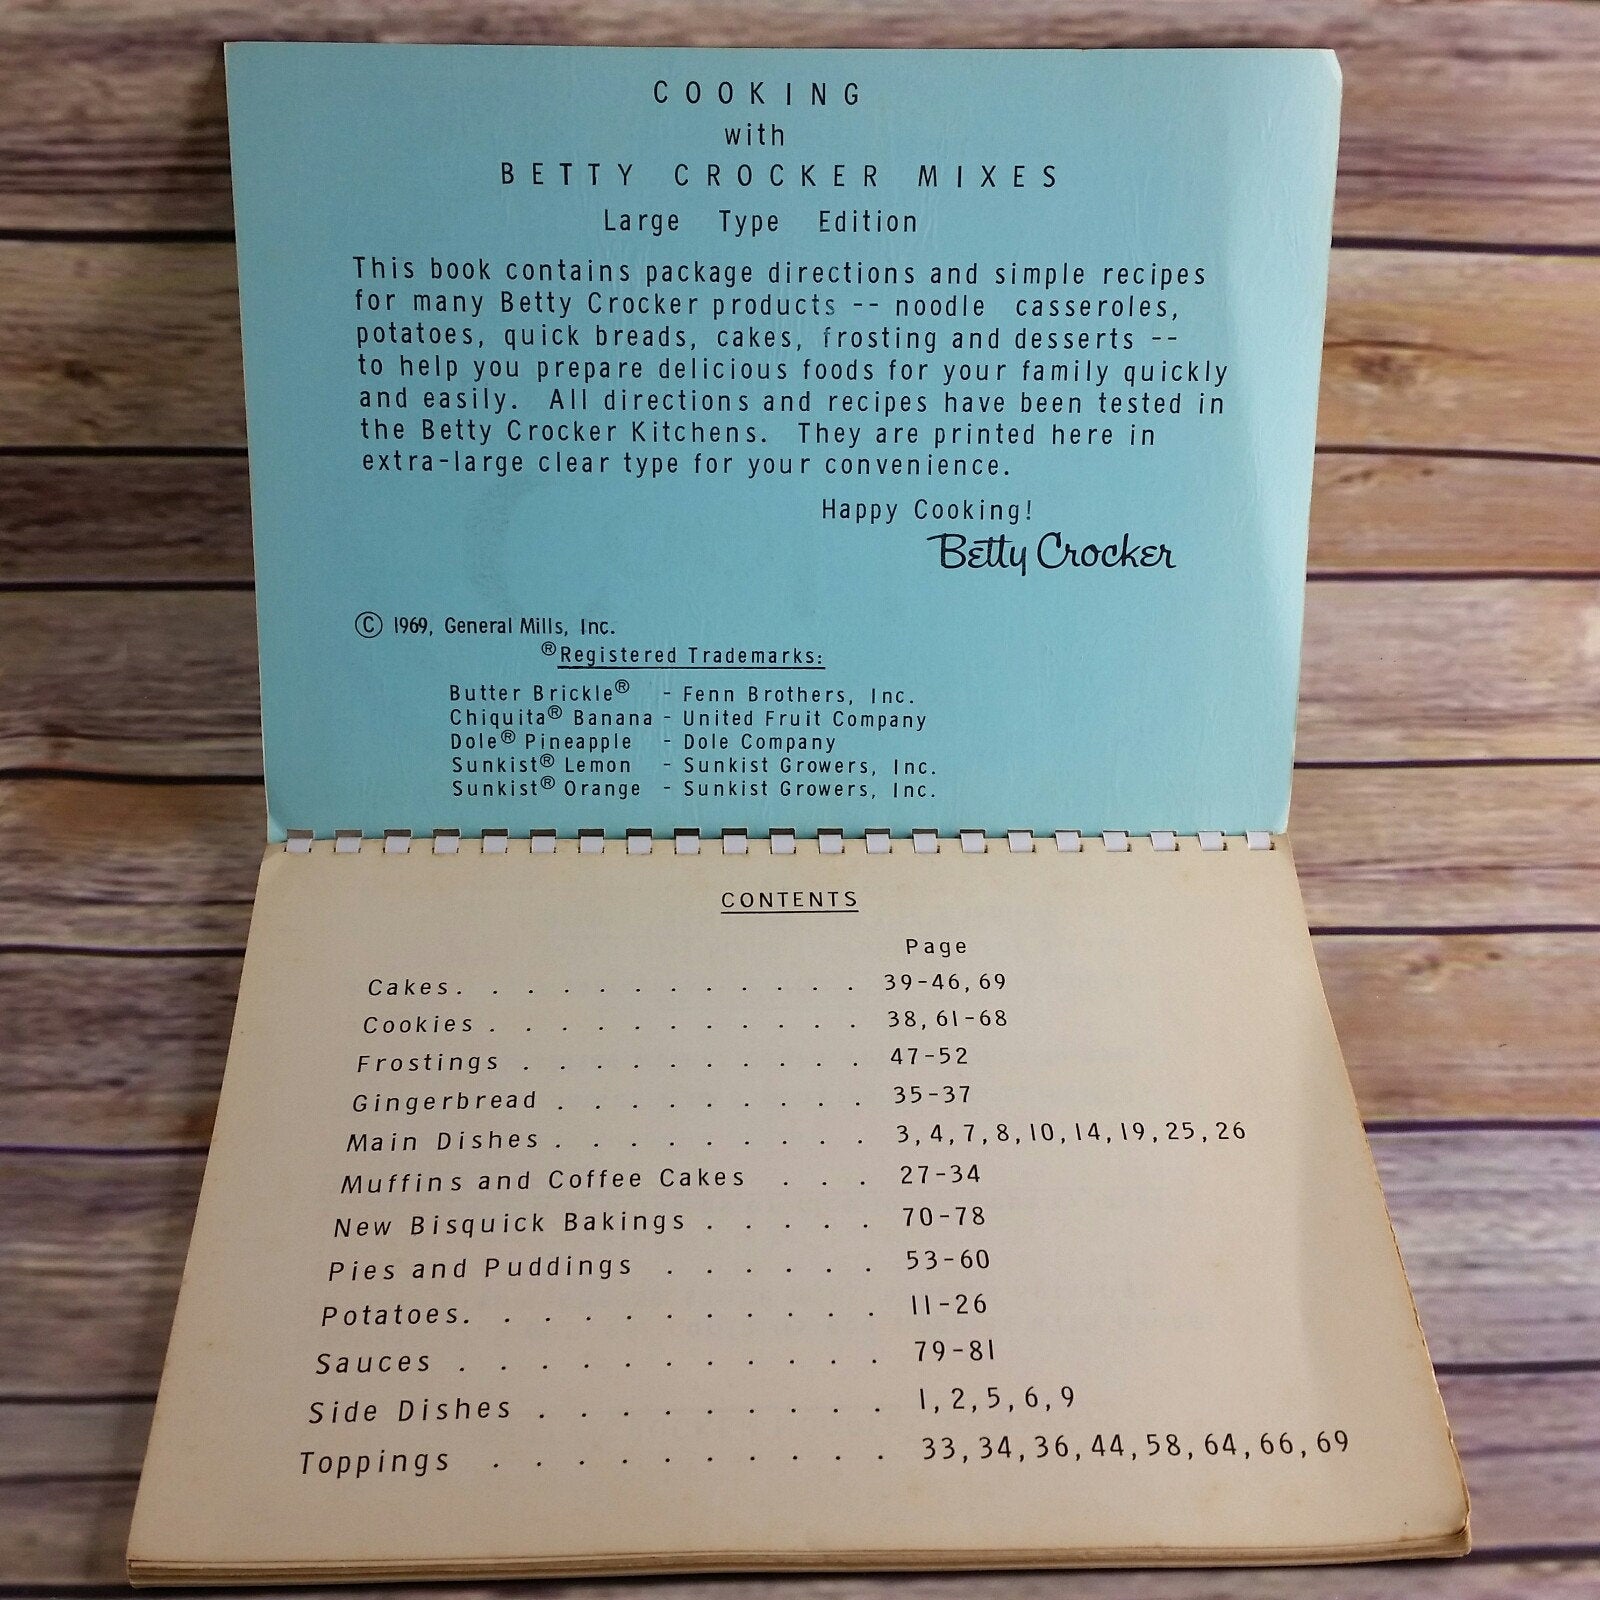 COOKING
with
BETTY CROCKER MIXES
Large Type Edition
This book contains package directions and simple recipes
for many Betty Crocker products -- noodle casseroles,
potatoes, quick breads, cakes, frosting and desserts --
to help you prepare delicious foods for your family quickly
and easily. All directions and recipes have been tested in
the Betty Crocker Kitchens. They are printed here in
extra-large clear type for your convenience.
Happy Cooking!
Betty Crocker
© 1969, General Mills, Inc.
® Registered Trademarks:
Butter Brickle® - Fenn Brothers, Inc.
Chiquita® Banana - United Fruit Company
Dole® Pineapple - Dole Company
Sunkist® Lemon - Sunkist Growers, Inc.
Sunkist® Orange - Sunkist Growers, Inc.
CONTENTS
Page
Cakes. . . . . . . . . . . . 39-46, 69
Cookies . . . . . . . . . . . 38, 61-68
Frostings . . . . . . . . . . 47-52
Gingerbread . . . . . . . . . 35-37
Main Dishes . . . . . . . . . 3, 4, 7, 8, 10, 14, 19, 25, 26
Muffins and Coffee Cakes . . . 27-34
New Bisquick Bakings . . . . . 70-78
Pies and Puddings . . . . . . 53-60
Potatoes. . . . . . . . . . . 11-26
Sauces . . . . . . . . . . . 79-81
Side Dishes . . . . . . . . . 1, 2, 5, 6, 9
Toppings . . . . . . . . . . 33, 34, 36, 44, 58, 64, 66, 69